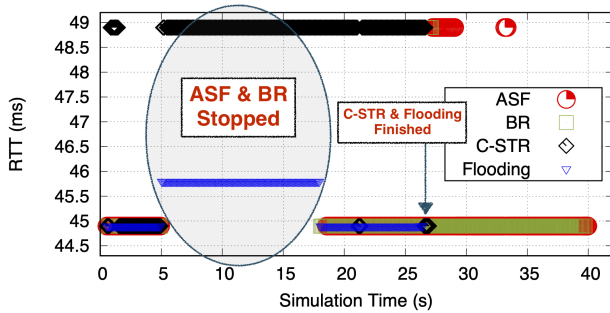 49
48.5
48
47.5
47
46.5
46
45.5
45
44.5
RTT (ms)
ASF & BR
Stopped
C-STR & Flooding
Finished
ASF
BR
C-STR
Flooding
0 5 10 15 20 25 30 35 40
Simulation Time (s)